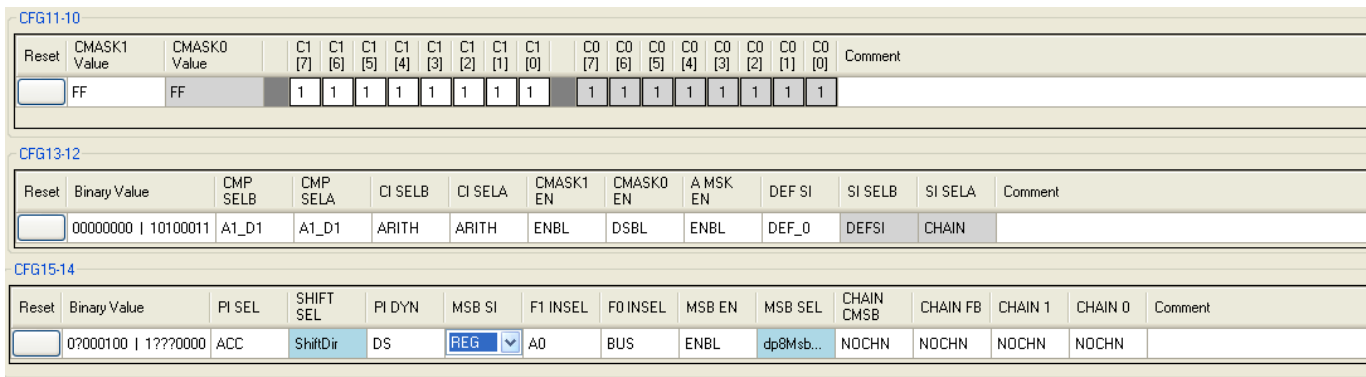 CFG11-10
Reset CMASK1 Value CMASK0 Value C1 [7] C1 [6] C1 [5] C1 [4] C1 [3] C1 [2] C1 [1] C1 [0] C0 [7] C0 [6] C0 [5] C0 [4] C0 [3] C0 [2] C0 [1] C0 [0] Comment
FF FF 1 1 1 1 1 1 1 1 1 1 1 1 1 1 1 1
CFG13-12
Reset Binary Value CMP SELB CMP SELA CI SELB CI SELA CMASK1 EN CMASK0 EN A MSK EN DEF SI SI SELB SI SELA Comment
00000000 | 10100011 A1_D1 A1_D1 ARITH ARITH ENBL DSBL ENBL DEF_0 DEFSI CHAIN
CFG15-14
Reset Binary Value PI SEL SHIFT SEL PI DYN MSB SI F1 INSEL F0 INSEL MSB EN MSB SEL CHAIN CMSB CHAIN FB CHAIN 1 CHAIN 0 Comment
0?000100 | 1???0000 ACC ShiftDir DS REG A0 BUS ENBL dp8Msb... NOCHN NOCHN NOCHN NOCHN